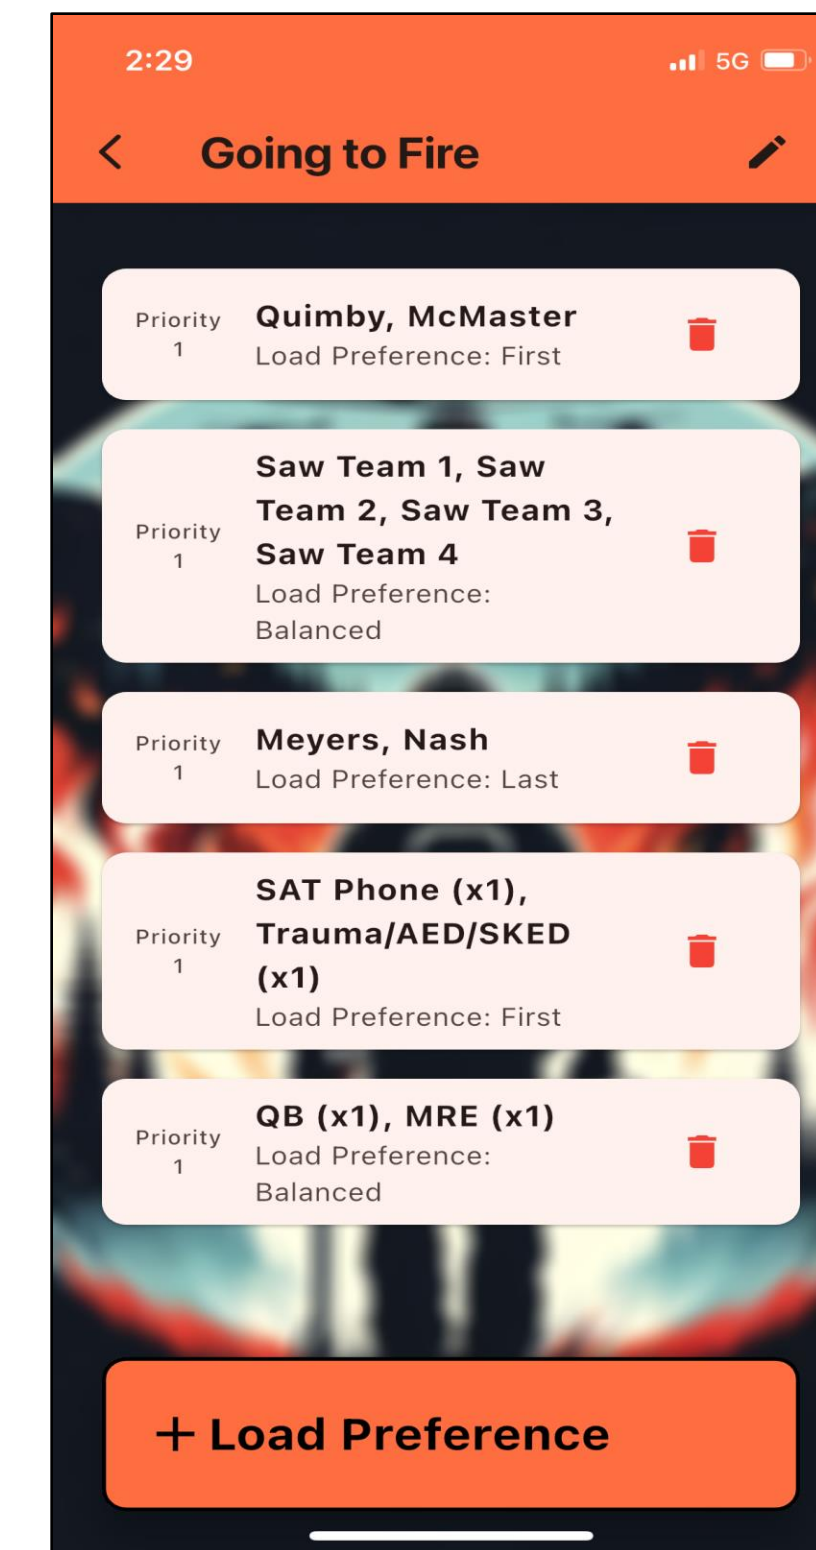 2:29
5G
Going to Fire
Priority
1
Quimby, McMaster
Load Preference: First
Priority
1
Saw Team 1, Saw
Team 2, Saw Team 3,
Saw Team 4
Load Preference:
Balanced
Priority
1
Meyers, Nash
Load Preference: Last
Priority
1
SAT Phone (x1),
Trauma/AED/SKED
(x1)
Load Preference: First
Priority
1
QB (x1), MRE (x1)
Load Preference:
Balanced
+ Load Preference